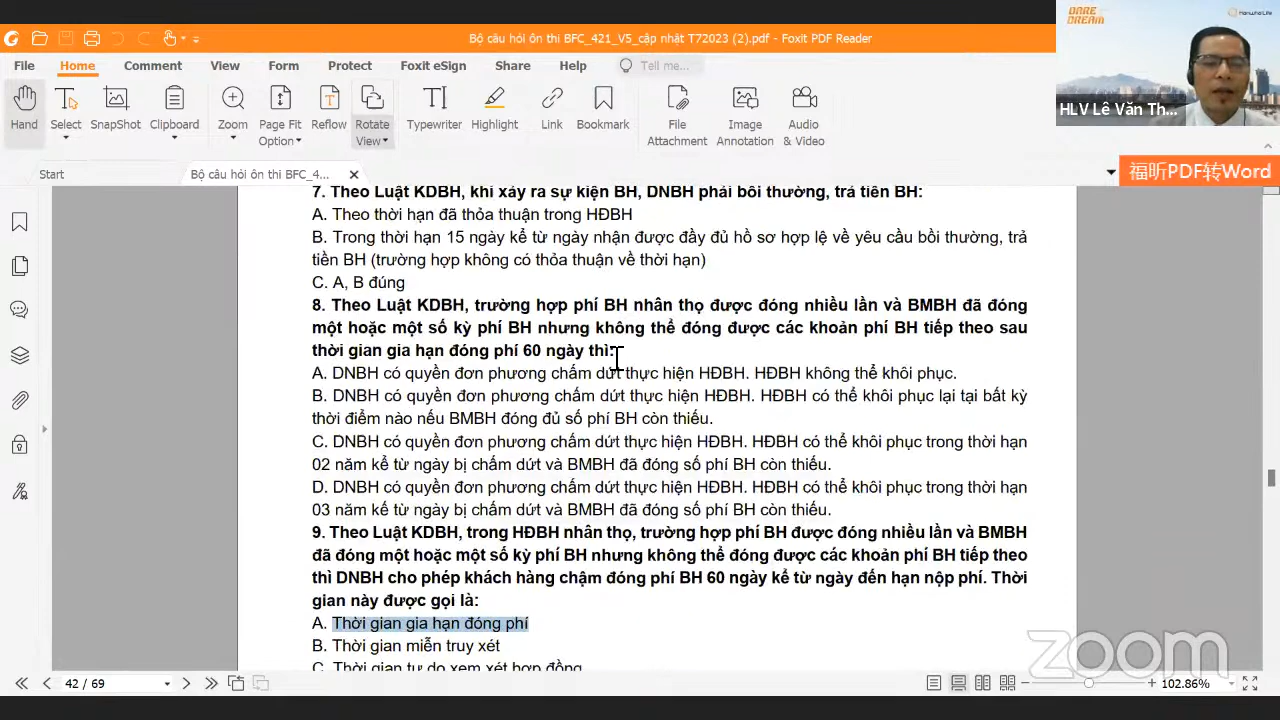 DARE DREAM
Hanwha Life
Bộ câu hỏi ôn thi BFC_421_V5_cập nhật T72023 (2).pdf - Foxit PDF Reader
File Home Comment View Form Protect Foxit eSign Share Help Tell me...
HLV Lê Văn Th...
Hand Select SnapShot Clipboard Zoom Page Fit Option Reflow Rotate View Typewriter Highlight Link Bookmark File Attachment Image Annotation Audio & Video
Start Bộ câu hỏi ôn thi BFC_4...
福听PDF转Word
7. Theo Luật KDBH, khi xảy ra sự kiện BH, DNBH phải bồi thường, trả tiền BH:
A. Theo thời hạn đã thỏa thuận trong HĐBH
B. Trong thời hạn 15 ngày kể từ ngày nhận được đầy đủ hồ sơ hợp lệ về yêu cầu bồi thường, trả
tiền BH (trường hợp không có thỏa thuận về thời hạn)
C. A, B đúng
8. Theo Luật KDBH, trường hợp phí BH nhân thọ được đóng nhiều lần và BMBH đã đóng
một hoặc một số kỳ phí BH nhưng không thể đóng được các khoản phí BH tiếp theo sau
thời gian gia hạn đóng phí 60 ngày thì:
A. DNBH có quyền đơn phương chấm dứt thực hiện HĐBH. HĐBH không thể khôi phục.
B. DNBH có quyền đơn phương chấm dứt thực hiện HĐBH. HĐBH có thể khôi phục lại tại bất kỳ
thời điểm nào nếu BMBH đóng đủ số phí BH còn thiếu.
C. DNBH có quyền đơn phương chấm dứt thực hiện HĐBH. HĐBH có thể khôi phục trong thời hạn
02 năm kể từ ngày bị chấm dứt và BMBH đã đóng số phí BH còn thiếu.
D. DNBH có quyền đơn phương chấm dứt thực hiện HĐBH. HĐBH có thể khôi phục trong thời hạn
03 năm kể từ ngày bị chấm dứt và BMBH đã đóng số phí BH còn thiếu.
9. Theo Luật KDBH, trong HĐBH nhân thọ, trường hợp phí BH được đóng nhiều lần và BMBH
đã đóng một hoặc một số kỳ phí BH nhưng không thể đóng được các khoản phí BH tiếp theo
thì DNBH cho phép khách hàng chậm đóng phí BH 60 ngày kể từ ngày đến hạn nộp phí. Thời
gian này được gọi là:
A. Thời gian gia hạn đóng phí
B. Thời gian miễn truy xét
C. Thời gian tự do xem xét hợp đồng
zoom
42 / 69
102.86%